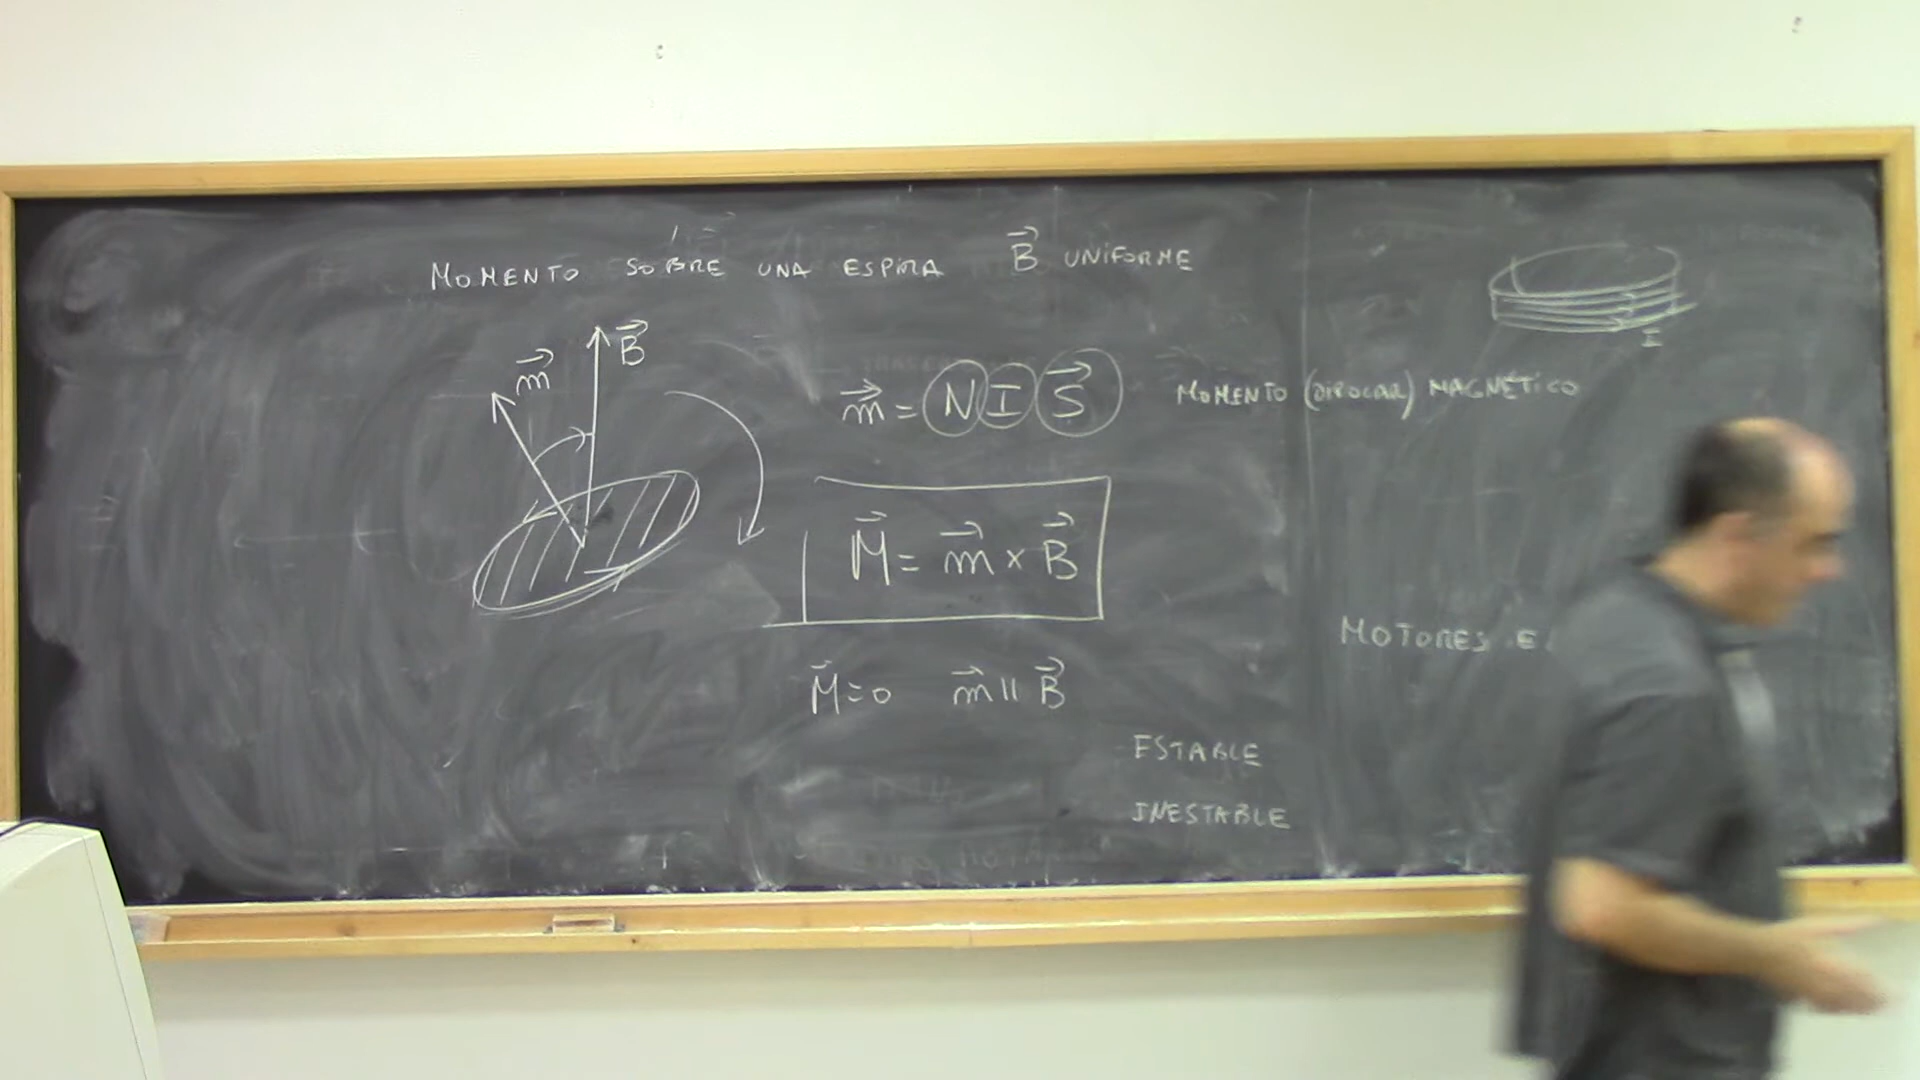 MOMENTO SOBRE UNA ESPIRA B⃗ UNIFORME
m⃗
B⃗
m⃗ = N I S⃗ MOMENTO (DIPOLAR) MAGNÉTICO
I
M⃗ = m⃗ × B⃗
MOTORES E
M⃗ = 0 m⃗ || B⃗
ESTABLE
INESTABLE